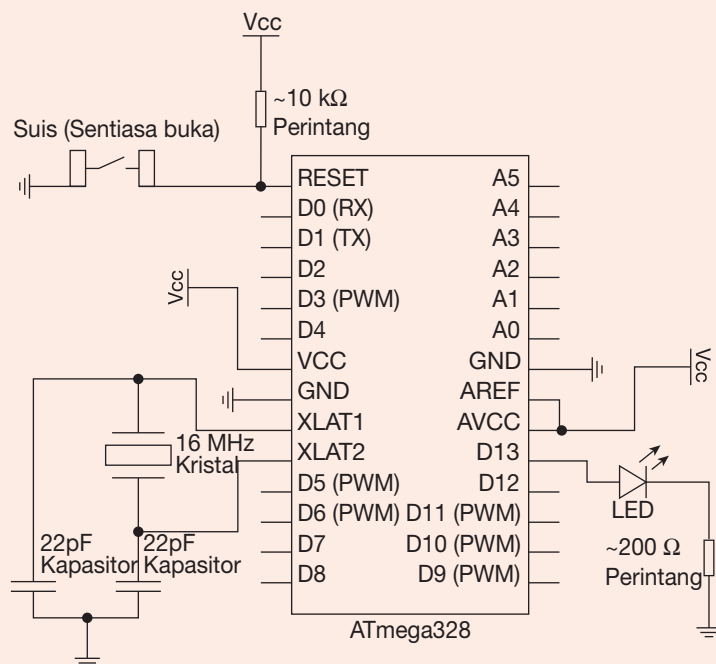 Vcc
~10 kΩ
Perintang
Suis (Sentiasa buka)
RESET
D0 (RX)
D1 (TX)
D2
D3 (PWM)
D4
VCC
GND
XLAT1
XLAT2
D5 (PWM)
D6 (PWM)
D7
D8
A5
A4
A3
A2
A1
A0
GND
AREF
AVCC
D13
D12
D11 (PWM)
D10 (PWM)
D9 (PWM)
Vcc
Vcc
16 MHz
Kristal
22pF
Kapasitor
22pF
Kapasitor
LED
~200 Ω
Perintang
ATmega328